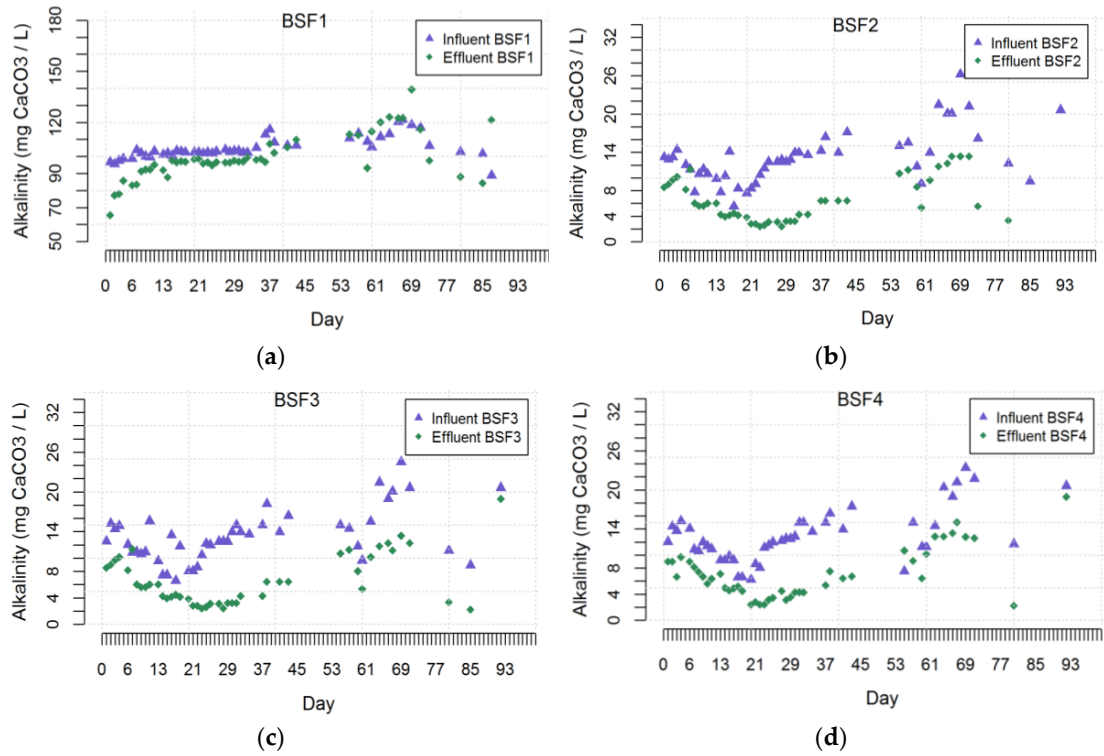 BSF1
Influent BSF1
Effluent BSF1
Alkalinity (mg CaCO3 / L)
180
150
120
90
70
50
0 6 13 21 29 37 45 53 61 69 77 85 93
Day
(a)
BSF2
Influent BSF2
Effluent BSF2
Alkalinity (mg CaCO3 / L)
32
26
20
14
8
4
0
0 6 13 21 29 37 45 53 61 69 77 85 93
Day
(b)
BSF3
Influent BSF3
Effluent BSF3
Alkalinity (mg CaCO3 / L)
32
26
20
14
8
4
0
0 6 13 21 29 37 45 53 61 69 77 85 93
Day
(c)
BSF4
Influent BSF4
Effluent BSF4
Alkalinity (mg CaCO3 / L)
32
26
20
14
8
4
0
0 6 13 21 29 37 45 53 61 69 77 85 93
Day
(d)